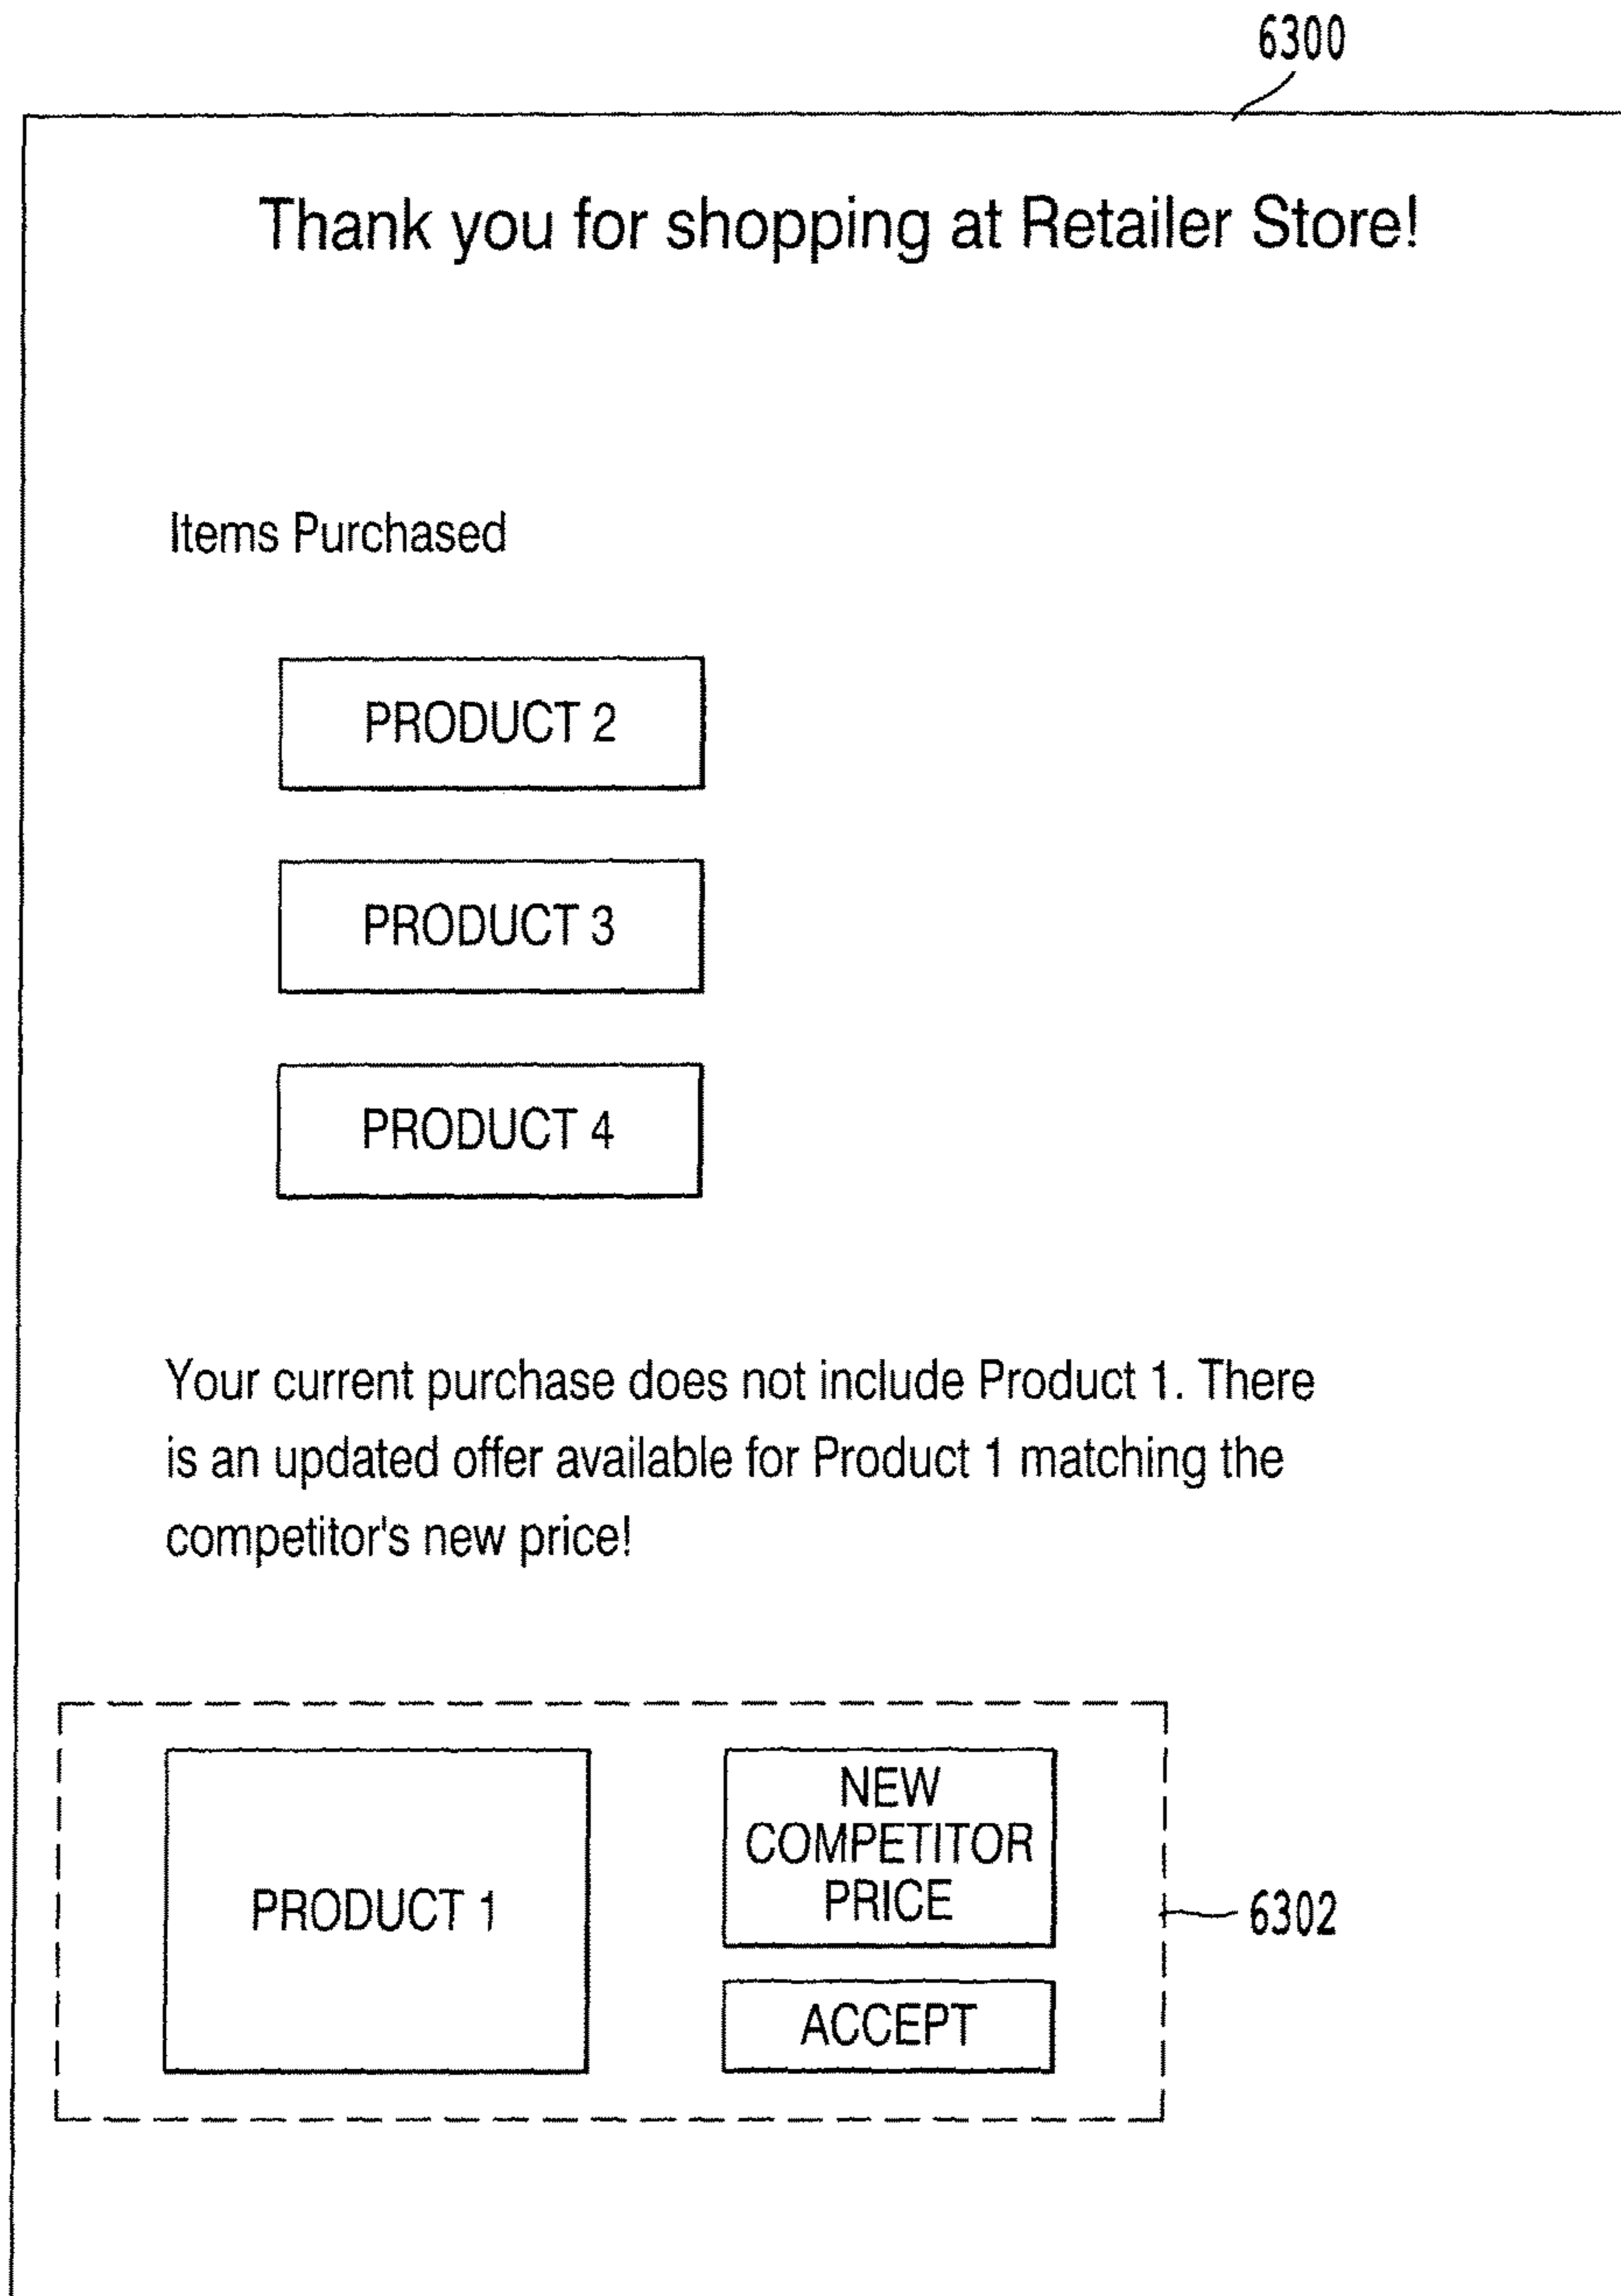 6300
Thank you for shopping at Retailer Store!
Items Purchased
PRODUCT 2
PRODUCT 3
PRODUCT 4
Your current purchase does not include Product 1. There
is an updated offer available for Product 1 matching the
competitor's new price!
PRODUCT 1
NEW
COMPETITOR
PRICE
ACCEPT
6302